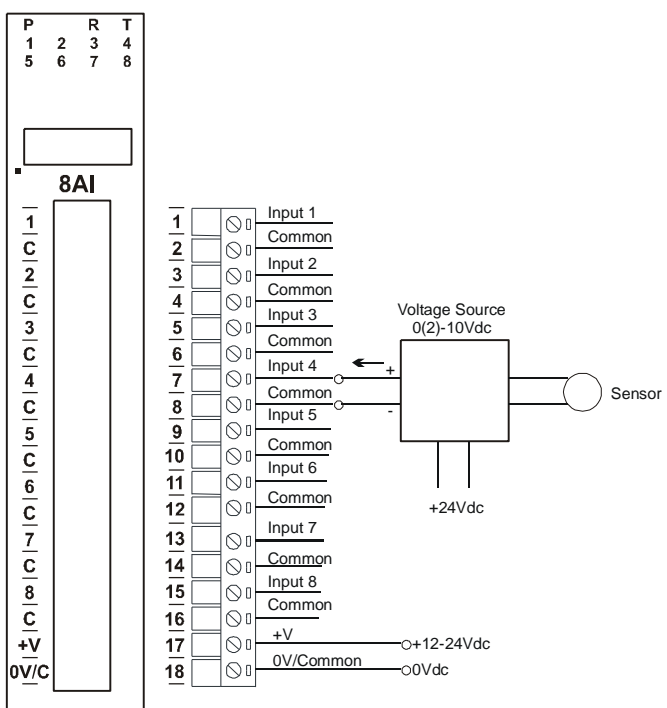 P R T
1 2 3 4
5 6 7 8
8AI
1
C
2
C
3
C
4
C
5
C
6
C
7
C
8
C
+V
0V/C
1 Input 1
2 Common
3 Input 2
4 Common
5 Input 3
6 Common
7 Input 4
8 Common
9 Input 5
10 Common
11 Input 6
12 Common
13 Input 7
14 Common
15 Input 8
16 Common
17 +V +12-24Vdc
18 0V/Common 0Vdc
Voltage Source
0(2)-10Vdc
+
-
Sensor
+24Vdc